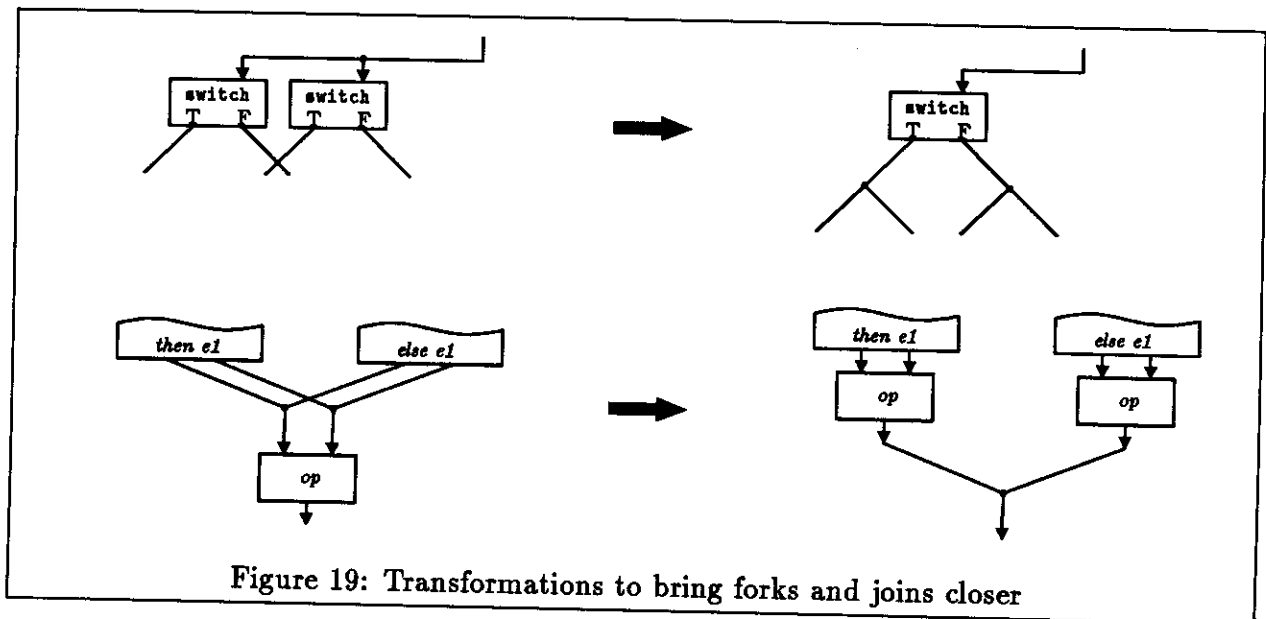 switch switch switch
T F T F T F
then e1 else e1 then e1 else e1
op op
op
Figure 19: Transformations to bring forks and joins closer